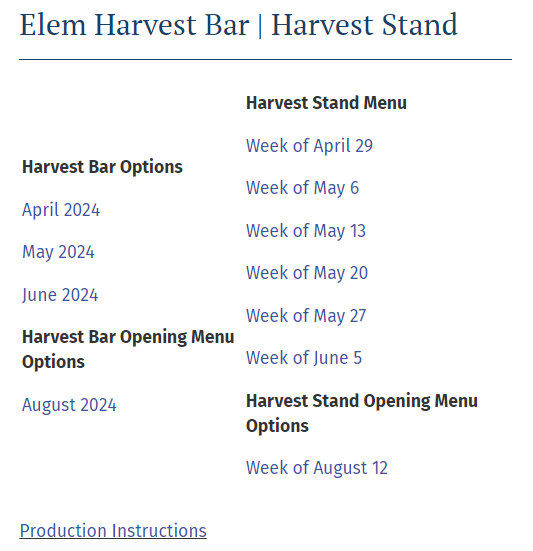 Elem Harvest Bar | Harvest Stand
Harvest Bar Options
April 2024
May 2024
June 2024
Harvest Bar Opening Menu
Options
August 2024
Harvest Stand Menu
Week of April 29
Week of May 6
Week of May 13
Week of May 20
Week of May 27
Week of June 5
Harvest Stand Opening Menu
Options
Week of August 12
Production Instructions